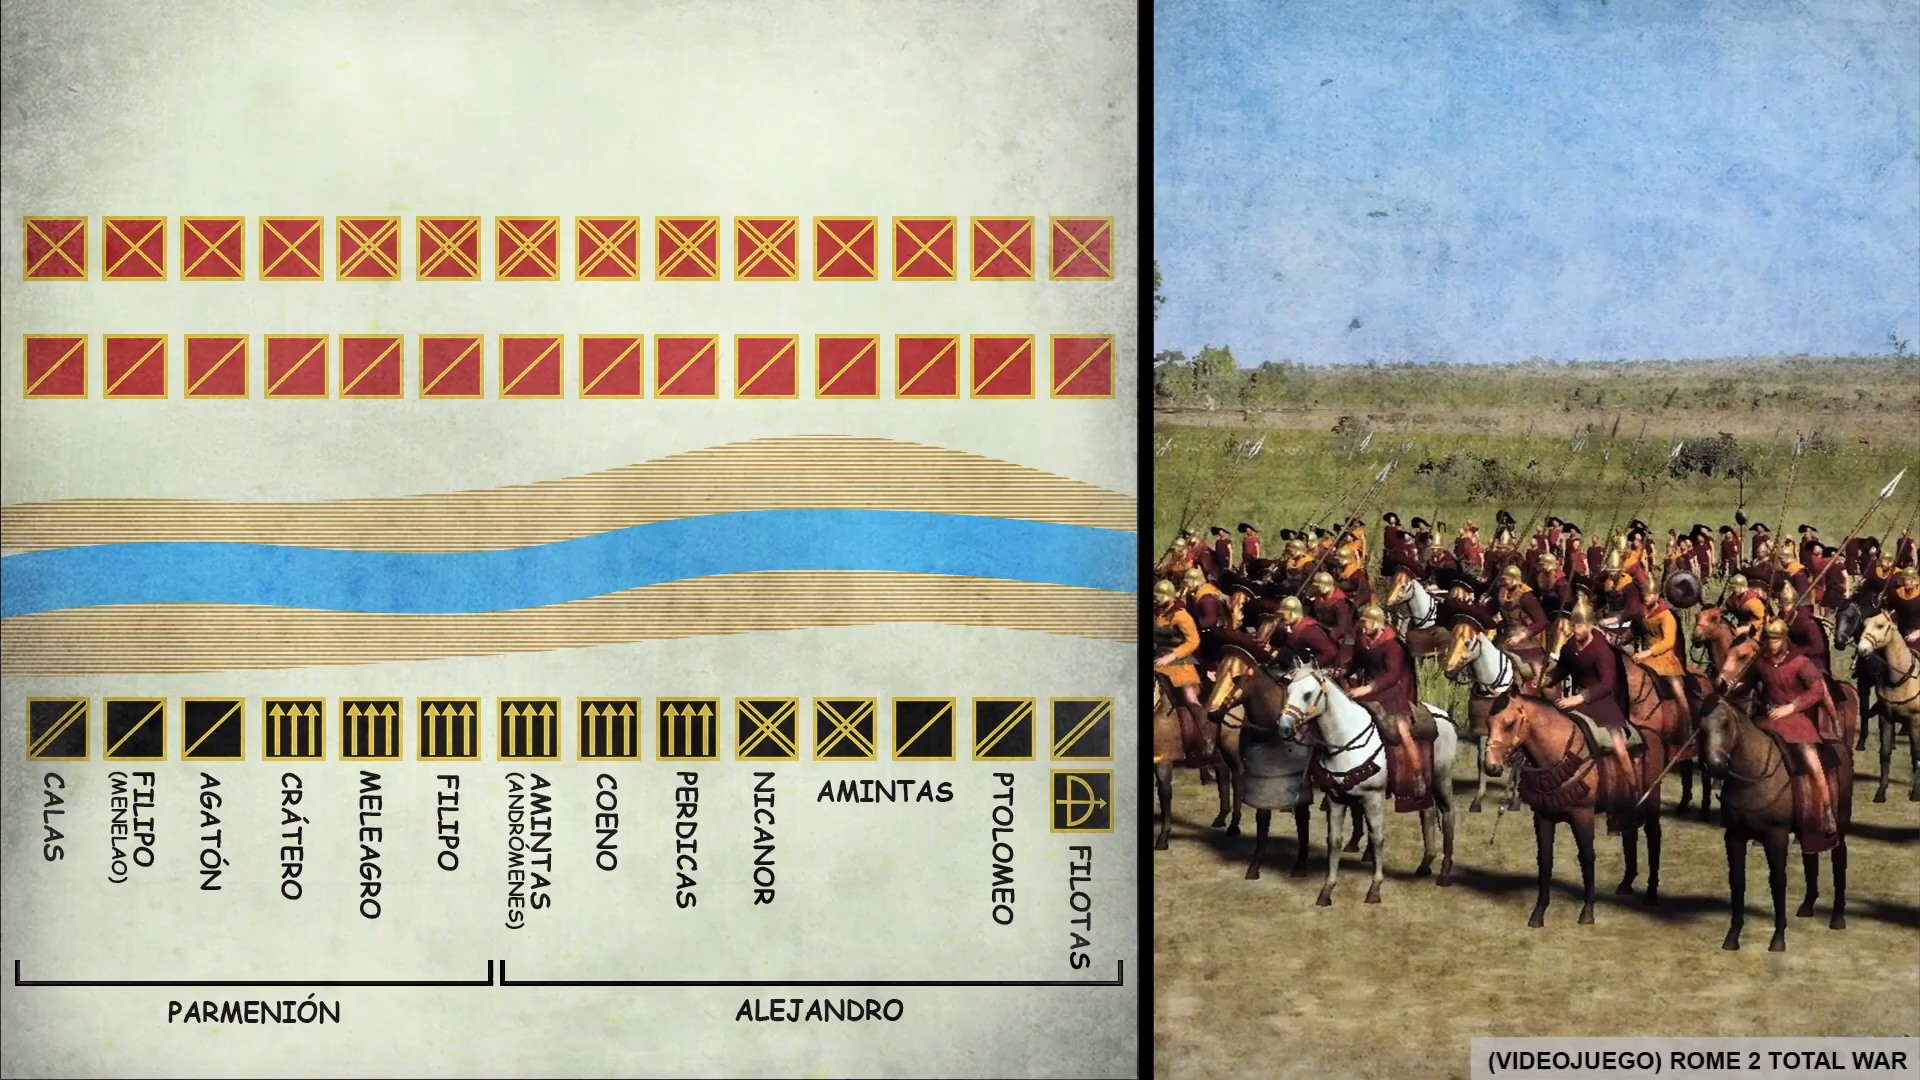 CALAS
FILIPO
(MENELAO)
AGATÓN
CRÁTERO
MELEAGRO
FILIPO
AMINTAS
(ANDRÓMENES)
COENO
PERDICAS
NICANOR
AMINTAS
PTOLOMEO
FILOTAS
PARMENIÓN
ALEJANDRO
(VIDEOJUEGO) ROME 2 TOTAL WAR